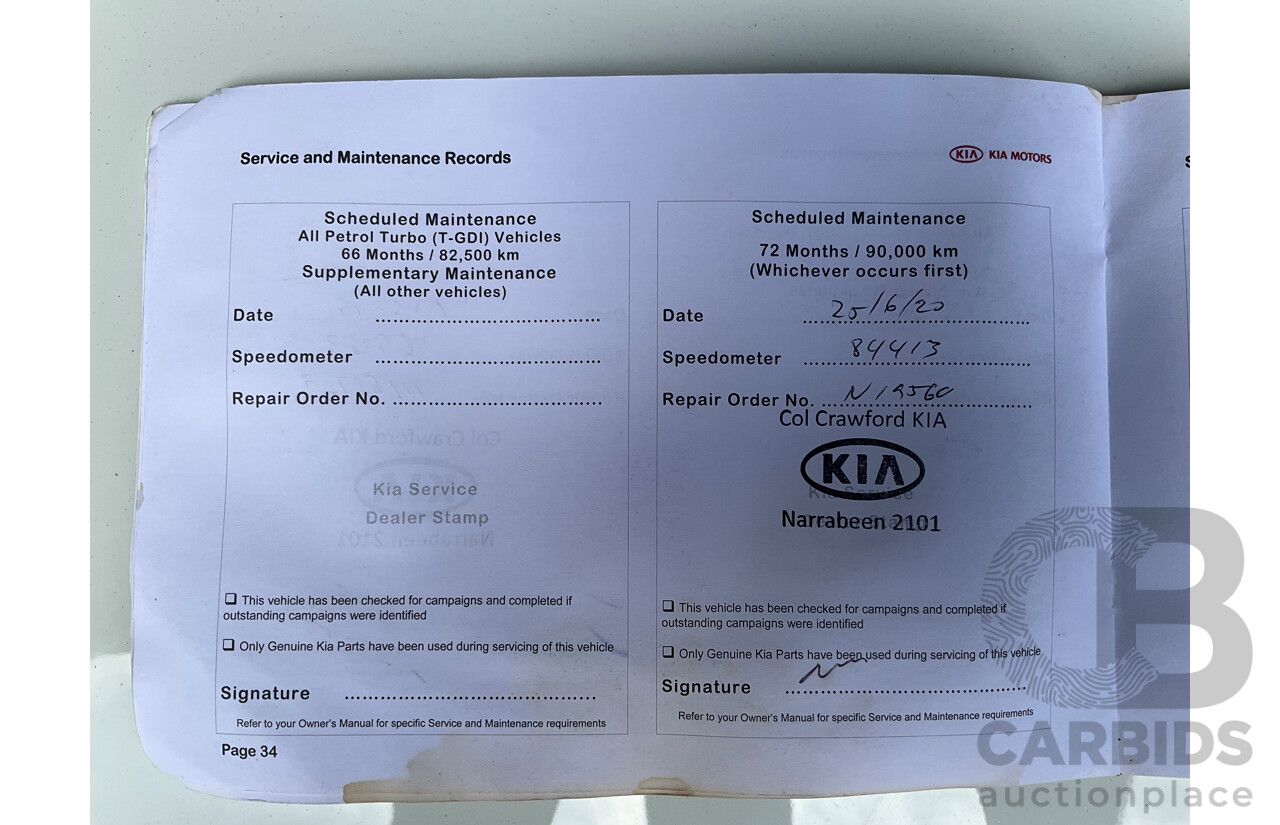 Service and Maintenance Records
KIA KIA MOTORS
Scheduled Maintenance
All Petrol Turbo (T-GDI) Vehicles
66 Months / 82,500 km
Supplementary Maintenance
(All other vehicles)
Date ........................................
Speedometer ........................................
Repair Order No. ........................................
Kia Service
Dealer Stamp
❑ This vehicle has been checked for campaigns and completed if
outstanding campaigns were identified
❑ Only Genuine Kia Parts have been used during servicing of this vehicle
Signature ........................................
Refer to your Owner's Manual for specific Service and Maintenance requirements
Page 34
Scheduled Maintenance
72 Months / 90,000 km
(Whichever occurs first)
Date 25/6/20
Speedometer 84413
Repair Order No. N19560
Col Crawford KIA
KIA
Kia Service
Narrabeen 2101
❑ This vehicle has been checked for campaigns and completed if
outstanding campaigns were identified
❑ Only Genuine Kia Parts have been used during servicing of this vehicle
Signature ........................................
Refer to your Owner's Manual for specific Service and Maintenance requirements
CB
CARBIDS
auctionplace